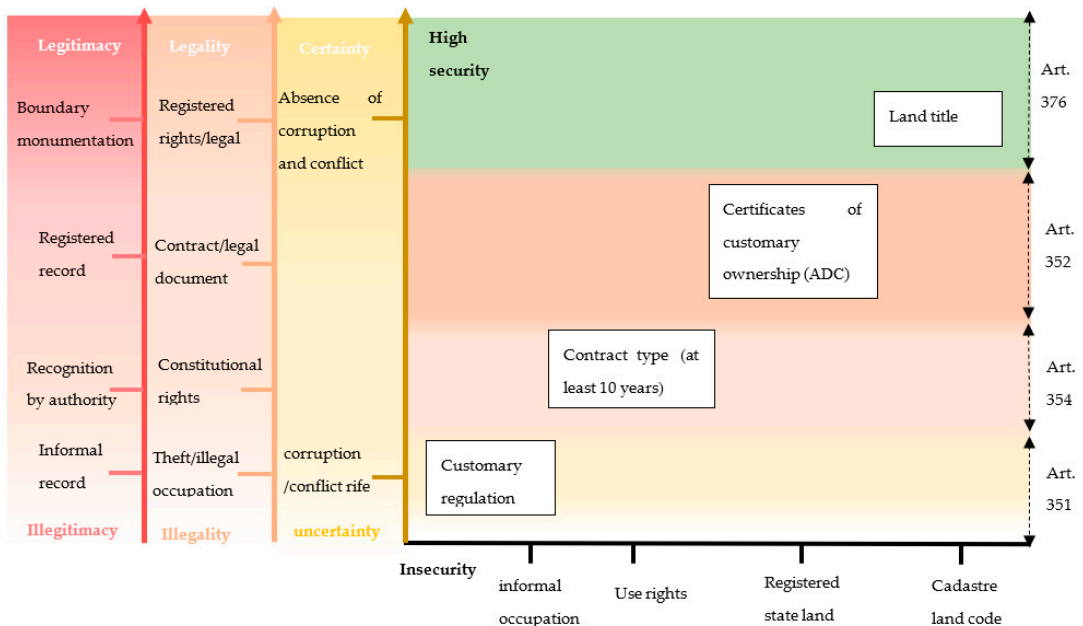 Legitimacy
Boundary
monumentation
Registered
record
Recognition
by authority
Informal
record
Illegitimacy
Legality
Registered
rights/legal
Contract/legal
document
Constitutional
rights
Theft/illegal
occupation
Illegality
Certainty
Absence of
corruption
and conflict
corruption
/conflict rife
uncertainty
High
security
Land title
Certificates of
customary
ownership (ADC)
Contract type (at
least 10 years)
Customary
regulation
Art.
376
Art.
352
Art.
354
Art.
351
Insecurity
informal
occupation
Use rights
Registered
state land
Cadastre
land code